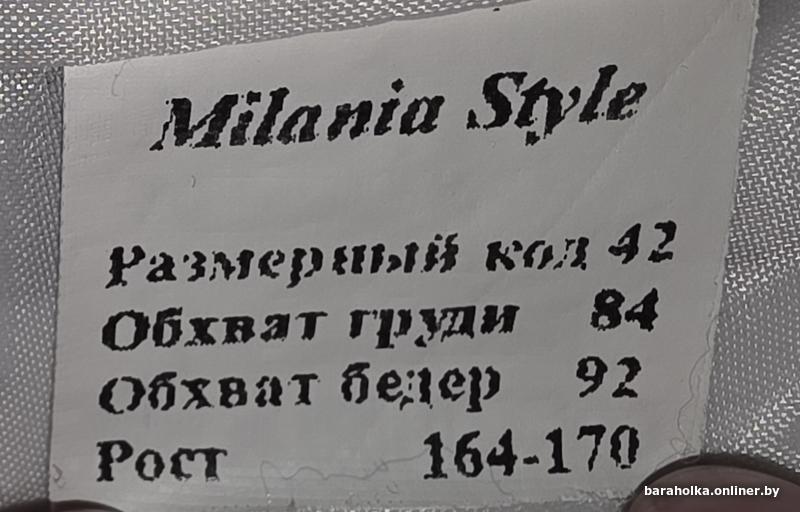 Milania Style
Размерный код 42
Обхват груди 84
Обхват бедер 92
Рост 164-170
baraholka.onliner.by